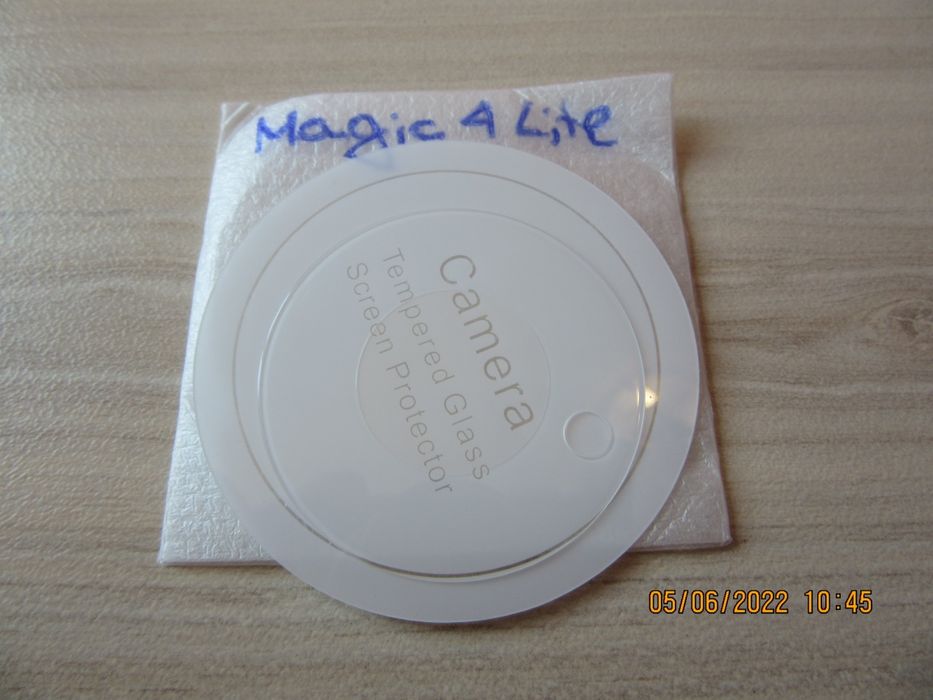 Magic 4 Lite
Camera
Tempered Glass
Screen Protector
05/06/2022 10:45